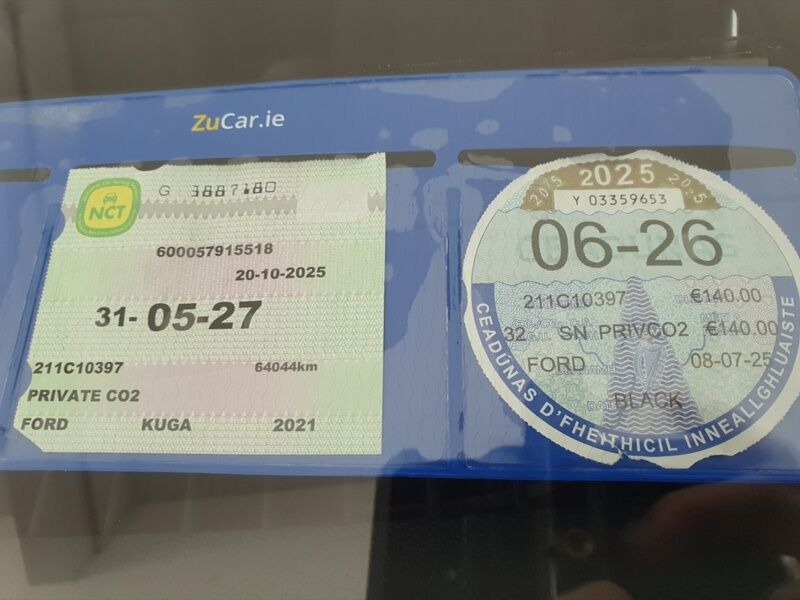 ZuCar.ie
NCT
G 3887180
600057915518
20-10-2025
31- 05-27
211C10397 64044km
PRIVATE CO2
FORD KUGA 2021
2025 2025 2025
Y 03359653
06-26
211C10397 €140.00
32 SN PRIVCO2 €140.00
FORD 08-07-25
BLACK
CEADÚNAS D'FHEITHICIL INNEALLGHLUAISTE